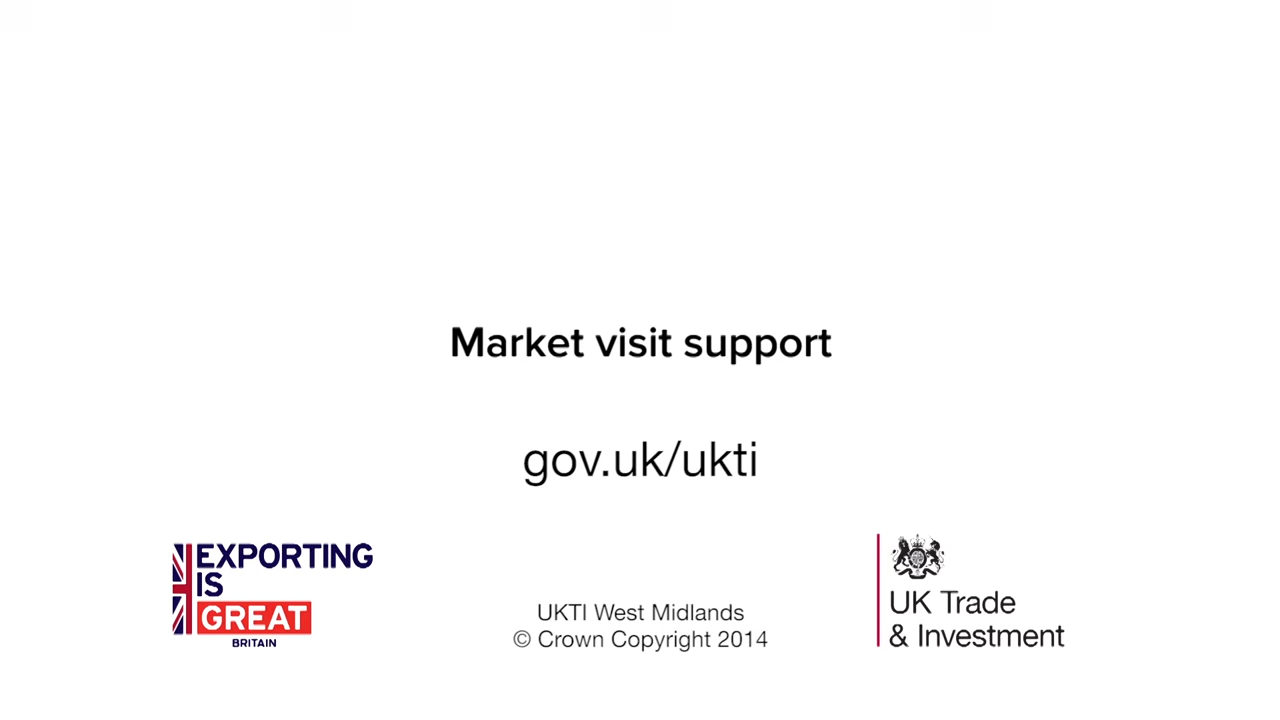 Market visit support
gov.uk/ukti
EXPORTING
IS
GREAT
BRITAIN
UKTI West Midlands
© Crown Copyright 2014
UK Trade
& Investment